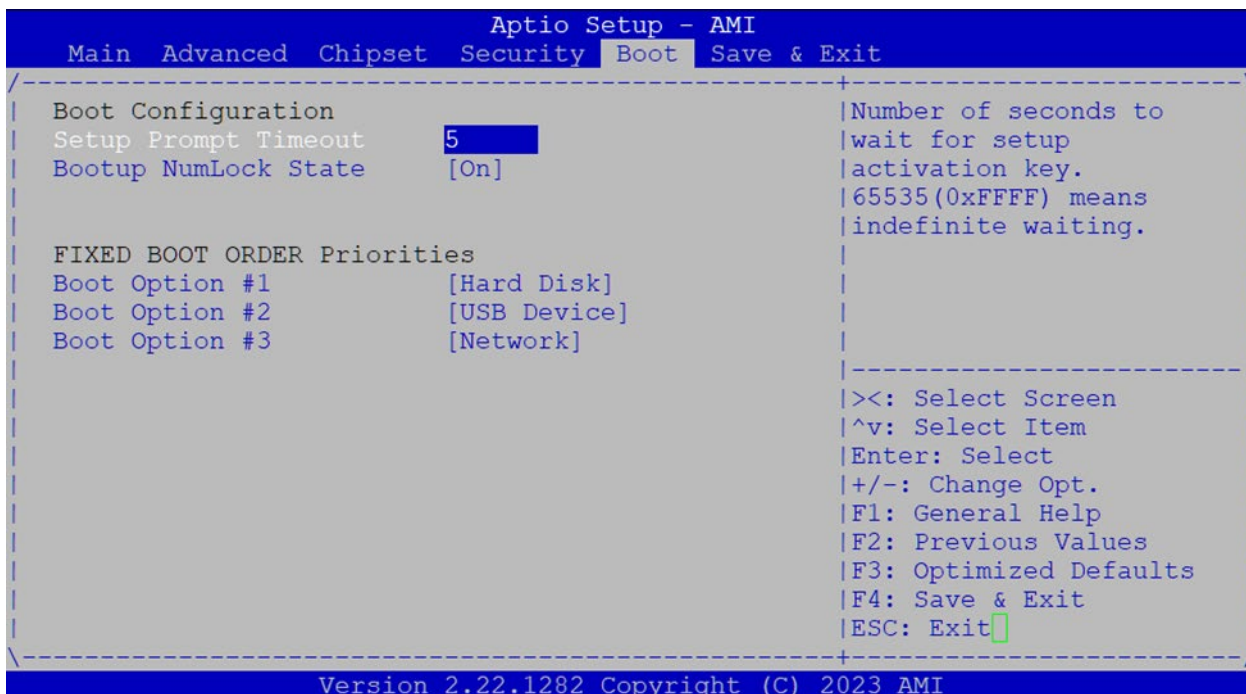 Aptio Setup - AMI
Main Advanced Chipset Security Boot Save & Exit
Boot Configuration
Setup Prompt Timeout 5
Bootup NumLock State [On]
FIXED BOOT ORDER Priorities
Boot Option #1 [Hard Disk]
Boot Option #2 [USB Device]
Boot Option #3 [Network]
Number of seconds to
wait for setup
activation key.
65535(0xFFFF) means
indefinite waiting.
><: Select Screen
^v: Select Item
Enter: Select
+/-: Change Opt.
F1: General Help
F2: Previous Values
F3: Optimized Defaults
F4: Save & Exit
ESC: Exit
Version 2.22.1282 Copyright (C) 2023 AMI